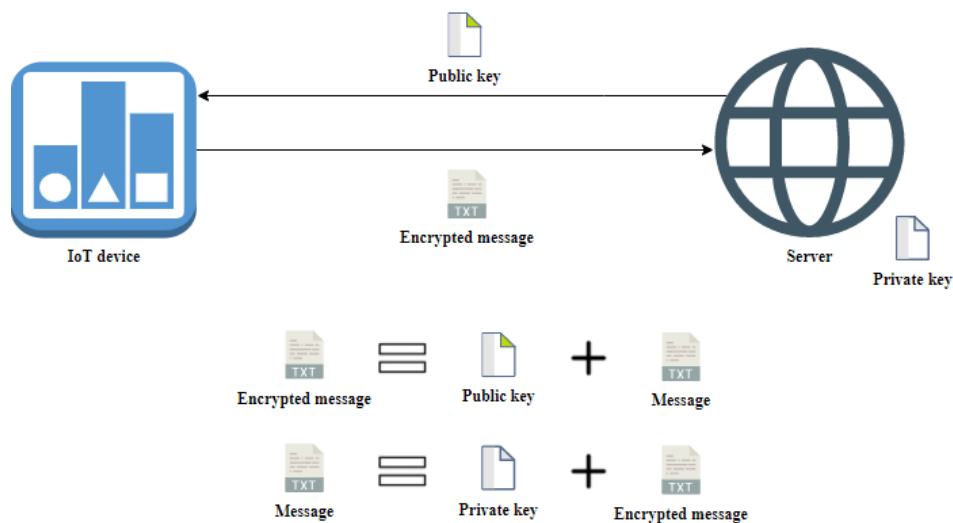 Public key
TXT
Encrypted message
IoT device
Server
Private key
TXT
TXT
Encrypted message
Public key
Message
TXT
TXT
Message
Private key
Encrypted message